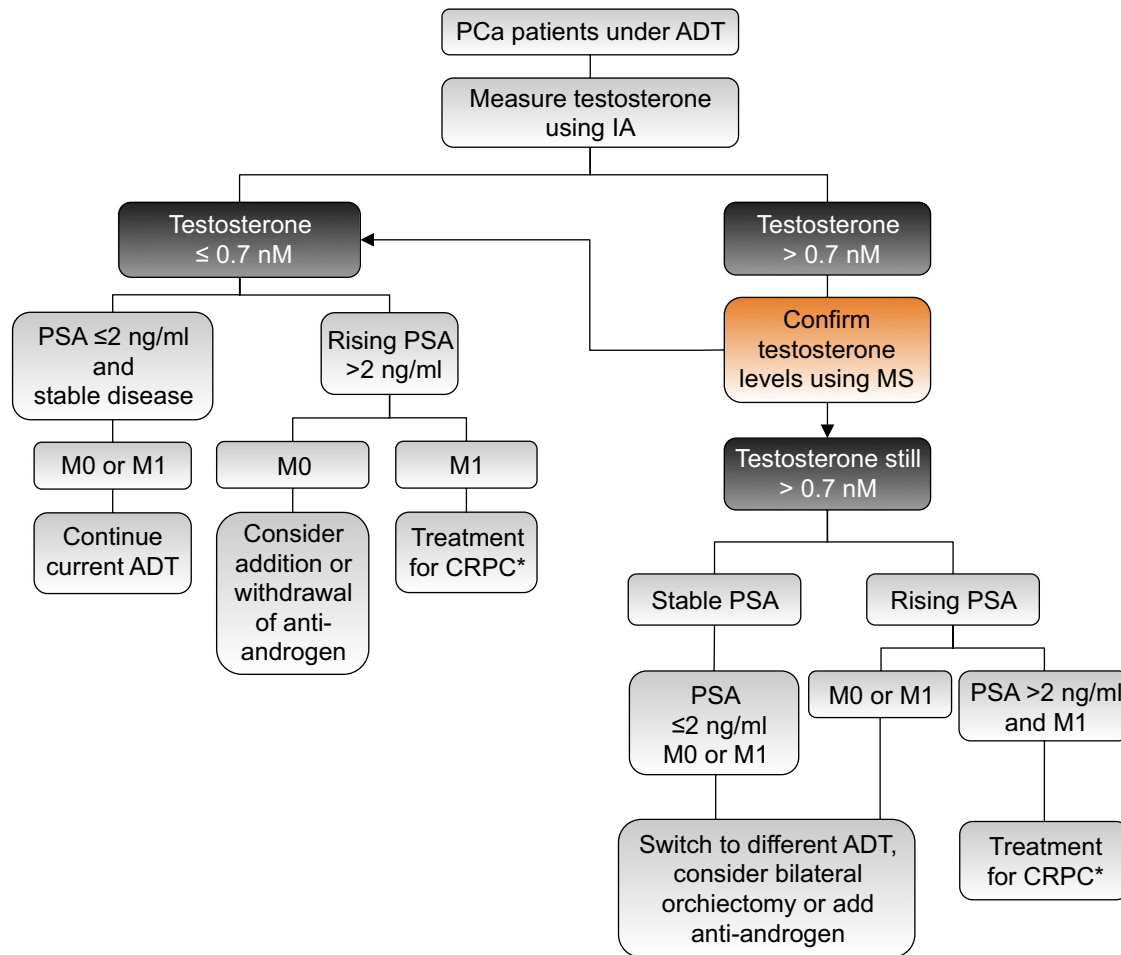 PCa patients under ADT
Measure testosterone
using IA
Testosterone
≤ 0.7 nM
Testosterone
> 0.7 nM
PSA ≤2 ng/ml
and
stable disease
Rising PSA
>2 ng/ml
Confirm
testosterone
levels using MS
M0 or M1
M0
M1
Testosterone still
> 0.7 nM
Continue
current ADT
Consider
addition or
withdrawal
of anti-
androgen
Treatment
for CRPC*
Stable PSA
Rising PSA
PSA
≤2 ng/ml
M0 or M1
M0 or M1
PSA >2 ng/ml
and M1
Switch to different ADT,
consider bilateral
orchiectomy or add
anti-androgen
Treatment
for CRPC*